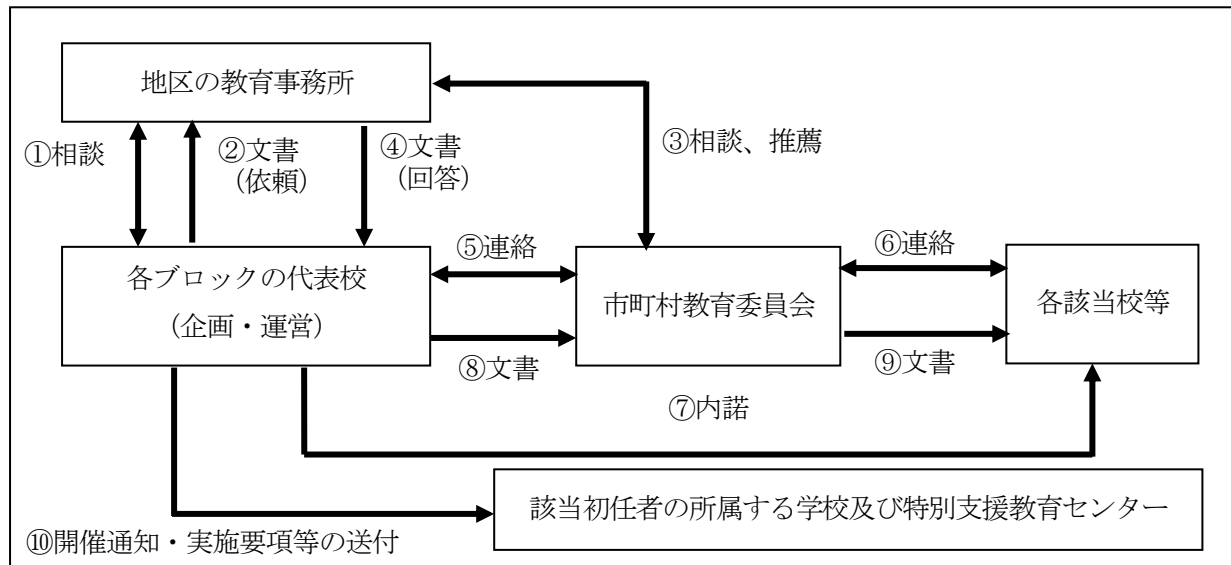 地区の教育事務所
①相談
②文書
（依頼）
④文書
（回答）
③相談、推薦
各ブロックの代表校
（企画・運営）
⑤連絡
⑧文書
市町村教育委員会
⑥連絡
⑨文書
各該当校等
⑦内諾
該当初任者の所属する学校及び特別支援教育センター
⑩開催通知・実施要項等の送付